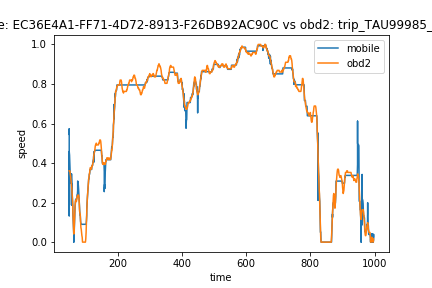 e: EC36E4A1-FF71-4D72-8913-F26DB92AC90C vs obd2: trip_TAU99985_
mobile
obd2
1.0
0.8
0.6
0.4
0.2
0.0
speed
200
400
600
800
1000
time